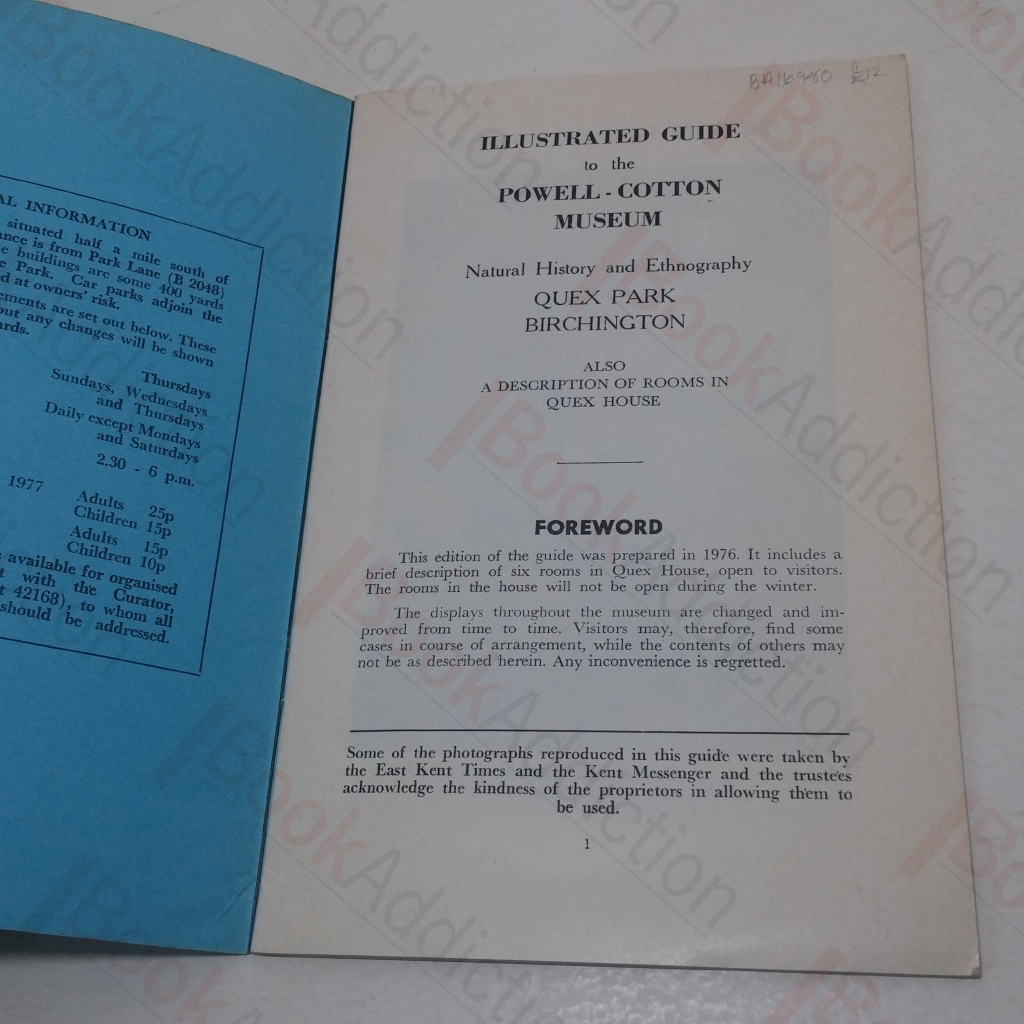 AL INFORMATION
situated half a mile south of
ance is from Park Lane (B 2048)
e buildings are some 400 yards
e Park. Car parks adjoin the
d at owners' risk.
ements are set out below. These
but any changes will be shown
ards.
Thursdays
Sundays, Wednesdays
and Thursdays
Daily except Mondays
and Saturdays
2.30 - 6 p.m.
1977 Adults 25p
Children 15p
Adults 15p
Children 10p
available for organised
t with the Curator,
t 42168), to whom all
should be addressed.
BA16980 £12
ILLUSTRATED GUIDE
to the
POWELL - COTTON
MUSEUM
Natural History and Ethnography
QUEX PARK
BIRCHINGTON
ALSO
A DESCRIPTION OF ROOMS IN
QUEX HOUSE
FOREWORD
This edition of the guide was prepared in 1976. It includes a
brief description of six rooms in Quex House, open to visitors.
The rooms in the house will not be open during the winter.
The displays throughout the museum are changed and im-
proved from time to time. Visitors may, therefore, find some
cases in course of arrangement, while the contents of others may
not be as described herein. Any inconvenience is regretted.
Some of the photographs reproduced in this guide were taken by
the East Kent Times and the Kent Messenger and the trustees
acknowledge the kindness of the proprietors in allowing them to
be used.
1
BookAddiction